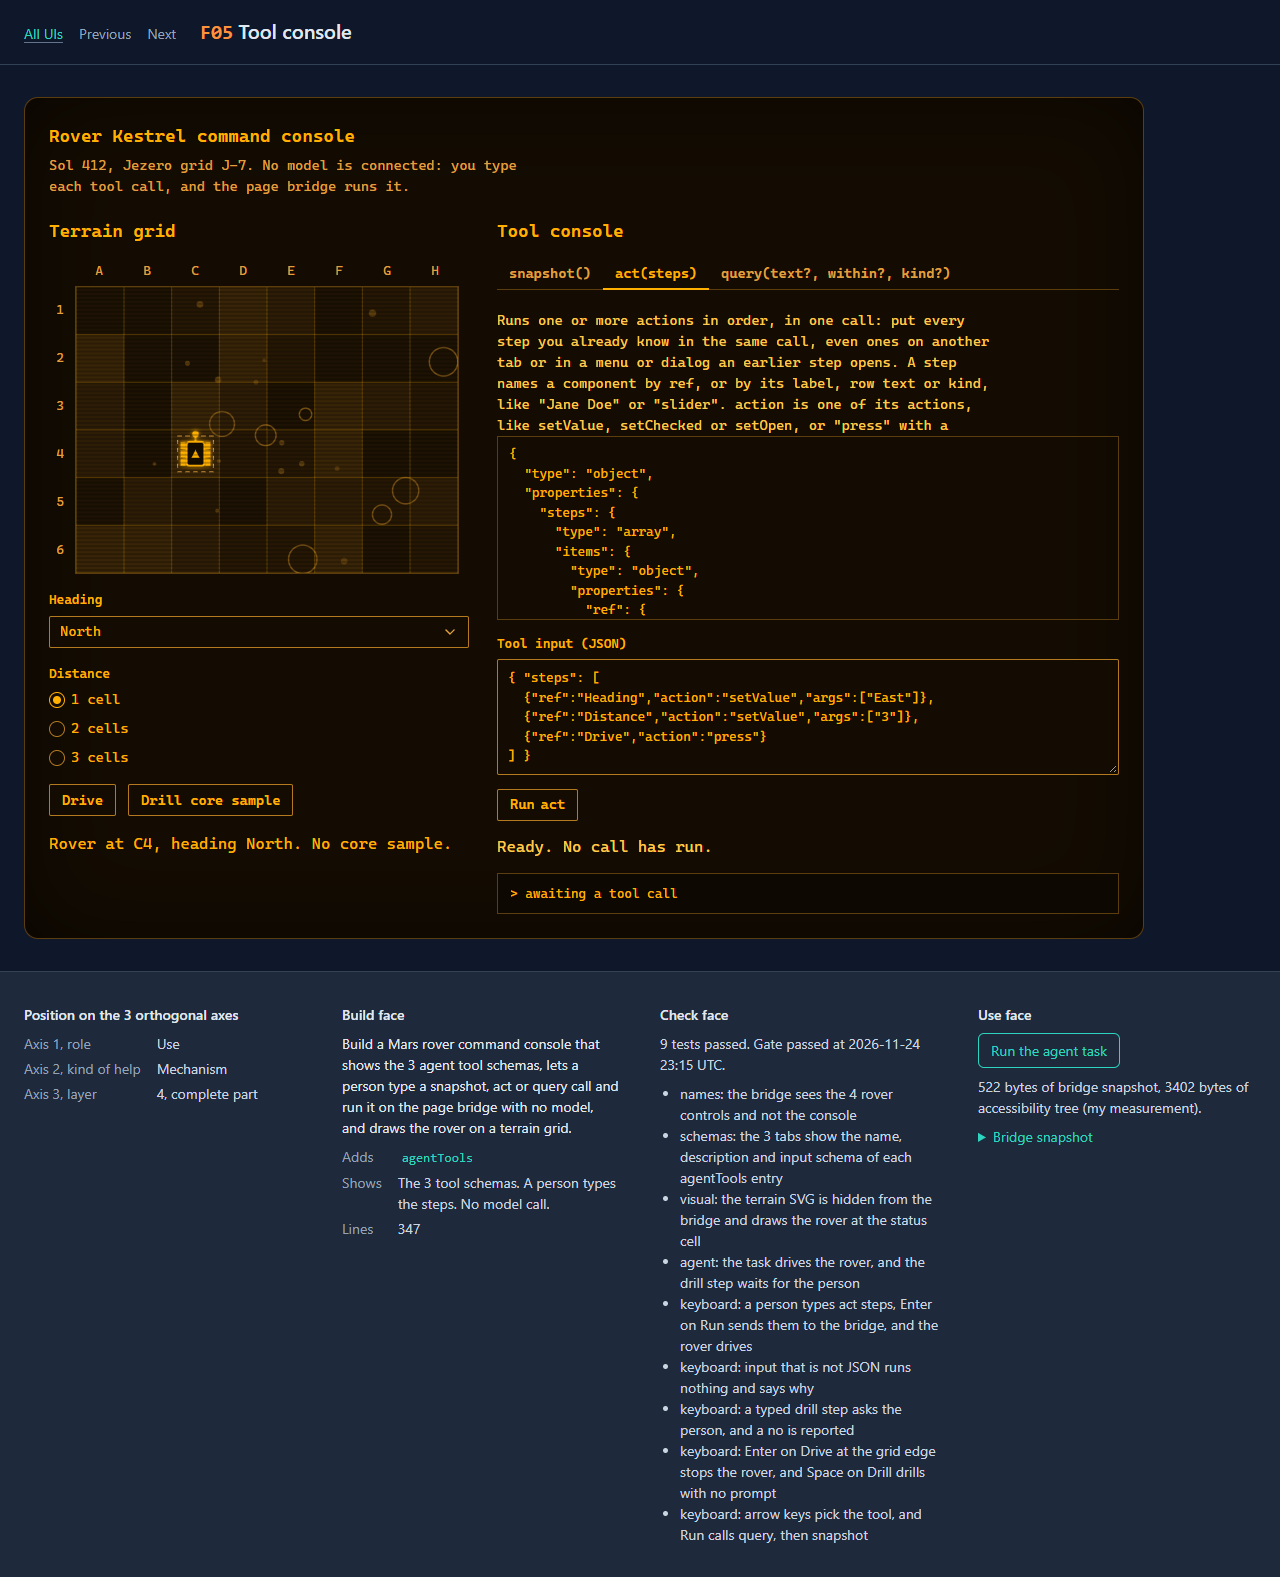 All UIs Previous Next F05 Tool console
Rover Kestrel command console
Sol 412, Jezero grid J-7. No model is connected: you type
each tool call, and the page bridge runs it.
Terrain grid
A B C D E F G H
1
2
3
4
5
6
Heading
North
Distance
1 cell
2 cells
3 cells
Drive Drill core sample
Rover at C4, heading North. No core sample.
Tool console
snapshot() act(steps) query(text?, within?, kind?)
Runs one or more actions in order, in one call: put every
step you already know in the same call, even ones on another
tab or in a menu or dialog an earlier step opens. A step
names a component by ref, or by its label, row text or kind,
like "Jane Doe" or "slider". action is one of its actions,
like setValue, setChecked or setOpen, or "press" with a
{
"type": "object",
"properties": {
"steps": {
"type": "array",
"items": {
"type": "object",
"properties": {
"ref": {
Tool input (JSON)
{ "steps": [
{"ref":"Heading","action":"setValue","args":["East"]},
{"ref":"Distance","action":"setValue","args":["3"]},
{"ref":"Drive","action":"press"}
] }
Run act
Ready. No call has run.
> awaiting a tool call
Position on the 3 orthogonal axes
Axis 1, role Use
Axis 2, kind of help Mechanism
Axis 3, layer 4, complete part
Build face
Build a Mars rover command console that
shows the 3 agent tool schemas, lets a
person type a snapshot, act or query call and
run it on the page bridge with no model,
and draws the rover on a terrain grid.
Adds agentTools
Shows The 3 tool schemas. A person types
the steps. No model call.
Lines 347
Check face
9 tests passed. Gate passed at 2026-11-24
23:15 UTC.
• names: the bridge sees the 4 rover
controls and not the console
• schemas: the 3 tabs show the name,
description and input schema of each
agentTools entry
• visual: the terrain SVG is hidden from the
bridge and draws the rover at the status
cell
• agent: the task drives the rover, and the
drill step waits for the person
• keyboard: a person types act steps, Enter
on Run sends them to the bridge, and the
rover drives
• keyboard: input that is not JSON runs
nothing and says why
• keyboard: a typed drill step asks the
person, and a no is reported
• keyboard: Enter on Drive at the grid edge
stops the rover, and Space on Drill drills
with no prompt
• keyboard: arrow keys pick the tool, and
Run calls query, then snapshot
Use face
Run the agent task
522 bytes of bridge snapshot, 3402 bytes of
accessibility tree (my measurement).
▶ Bridge snapshot